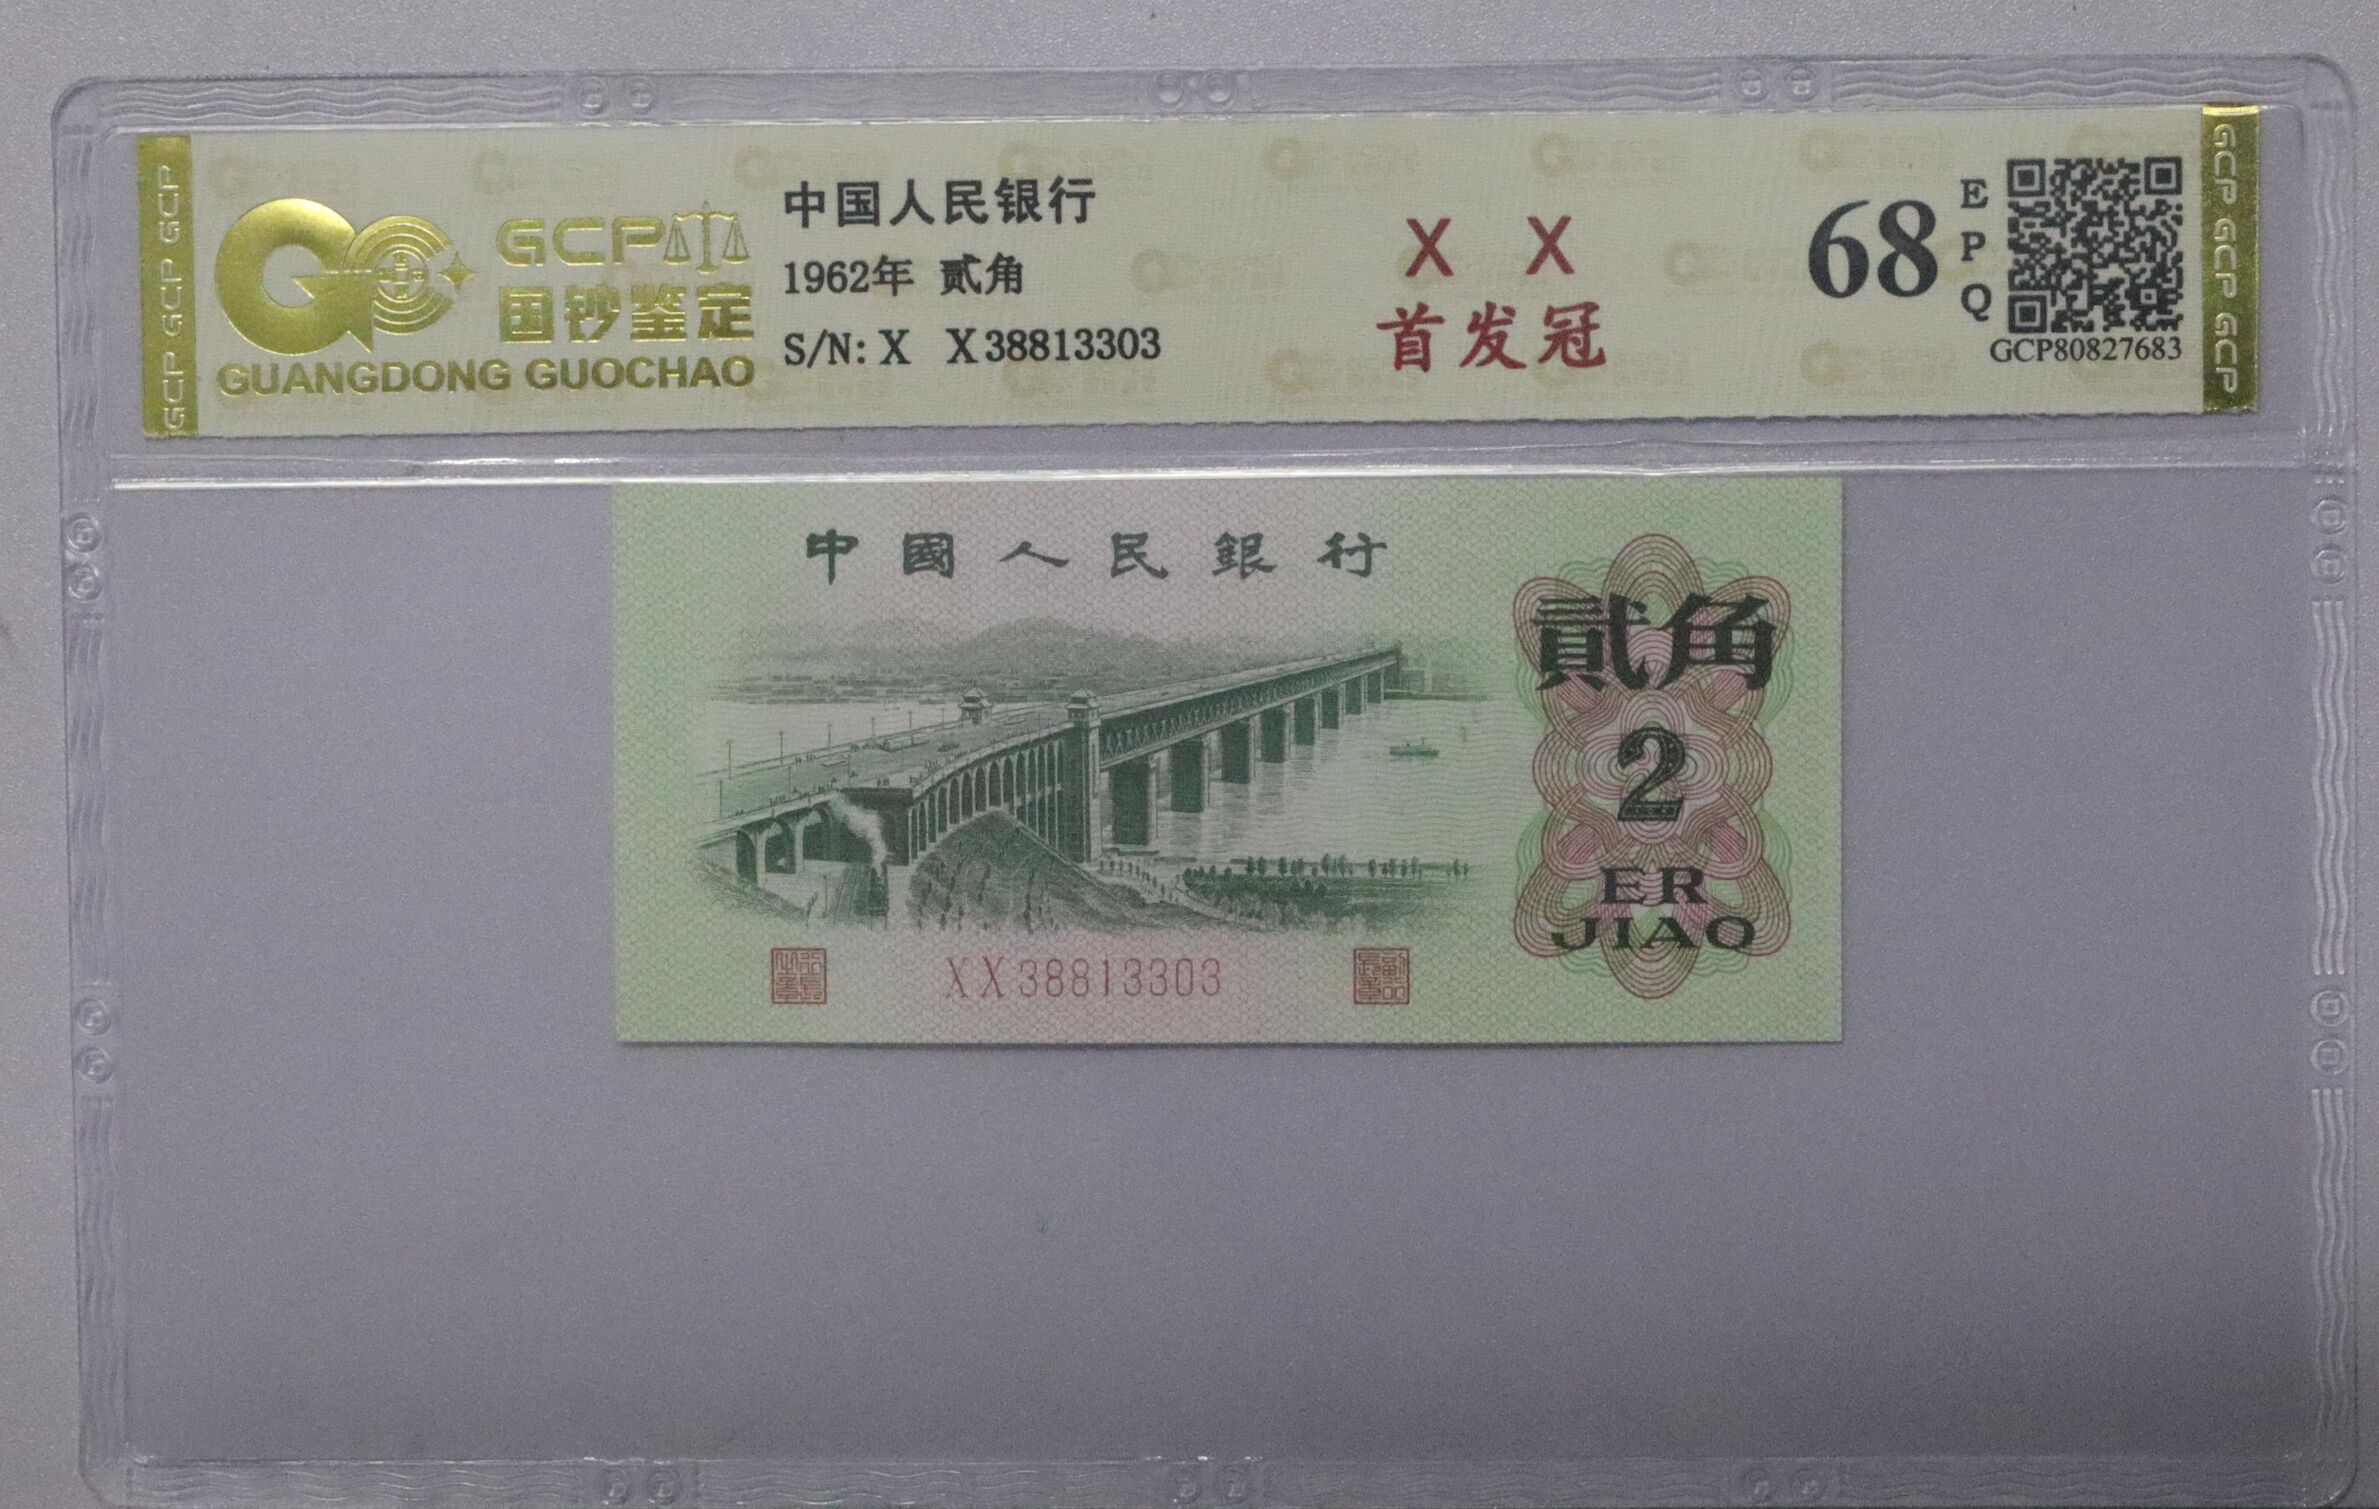 GCP GCP GCP
GCP
国钞鉴定
GUANGDONG GUOCHAO
中国人民银行
1962年 贰角
S/N: X X38813303
X X
首发冠
68
EPQ
GCP80827683
GCP GCP GCP
中國人民銀行
貳角
2
ER
JIAO
XX38813303